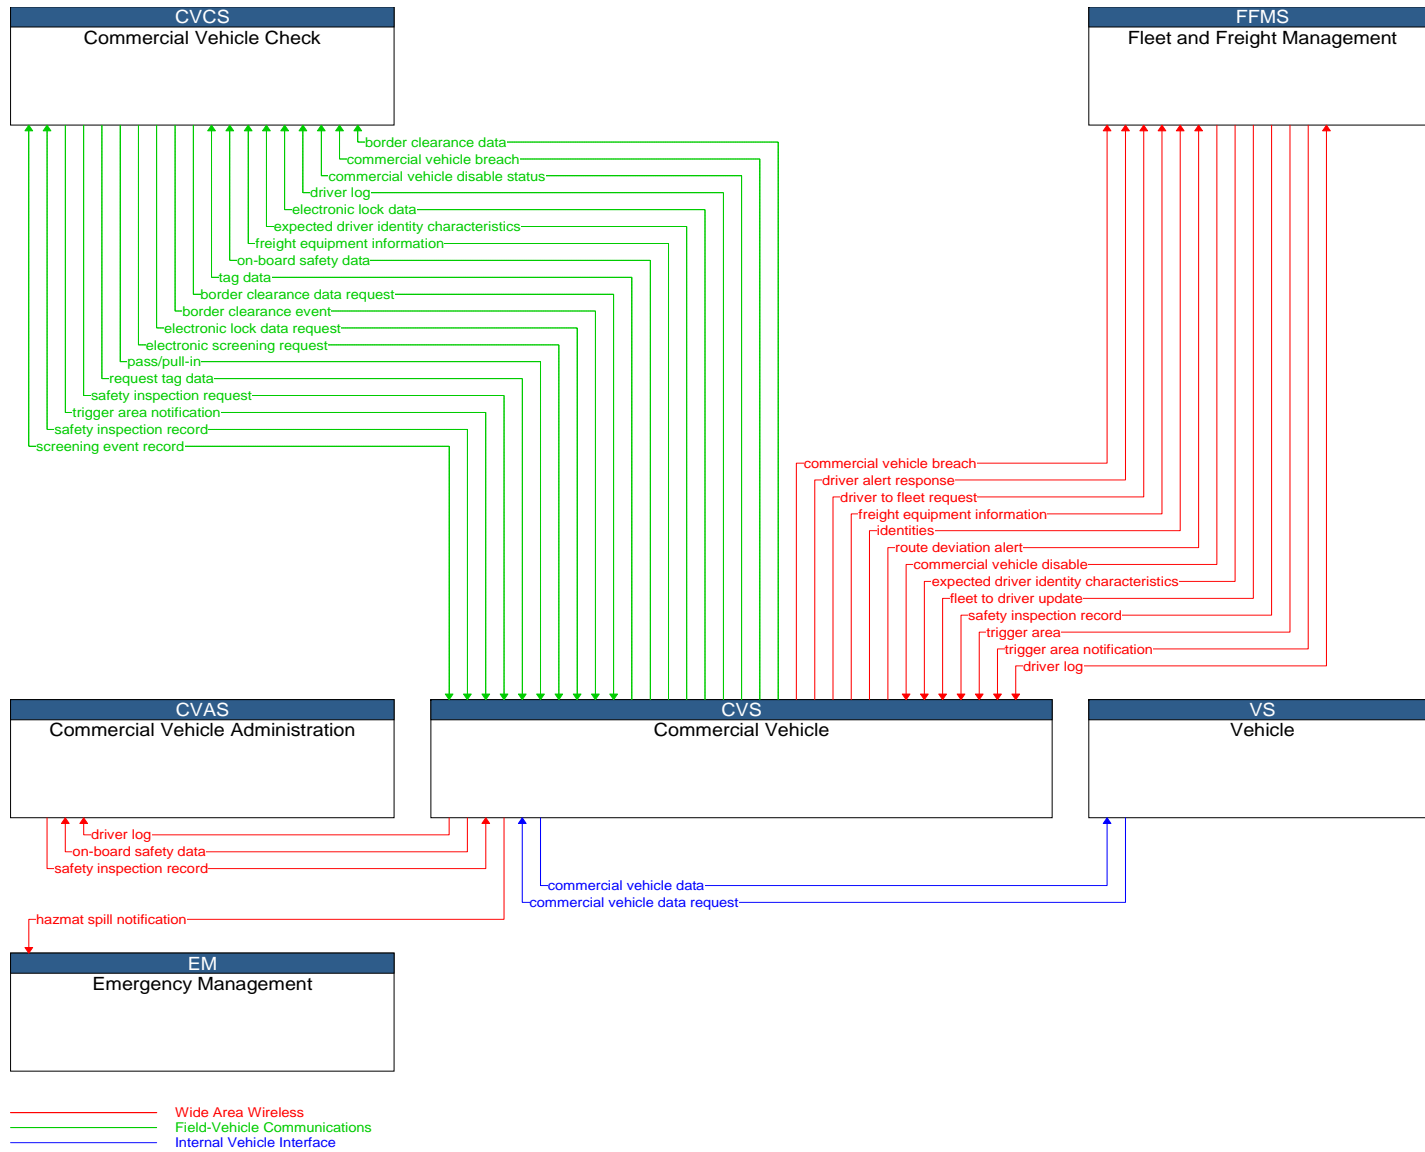 CVCS
Commercial Vehicle Check
FFMS
Fleet and Freight Management
border clearance data
commercial vehicle breach
commercial vehicle disable status
driver log
electronic lock data
expected driver identity characteristics
freight equipment information
on-board safety data
tag data
border clearance data request
border clearance event
electronic lock data request
electronic screening request
pass/pull-in
request tag data
safety inspection request
trigger area notification
safety inspection record
screening event record
commercial vehicle breach
driver alert response
driver to fleet request
freight equipment information
identities
route deviation alert
commercial vehicle disable
expected driver identity characteristics
fleet to driver update
safety inspection record
trigger area
trigger area notification
driver log
CVAS
Commercial Vehicle Administration
CVS
Commercial Vehicle
VS
Vehicle
driver log
on-board safety data
safety inspection record
commercial vehicle data
commercial vehicle data request
hazmat spill notification
EM
Emergency Management
Wide Area Wireless
Field-Vehicle Communications
Internal Vehicle Interface